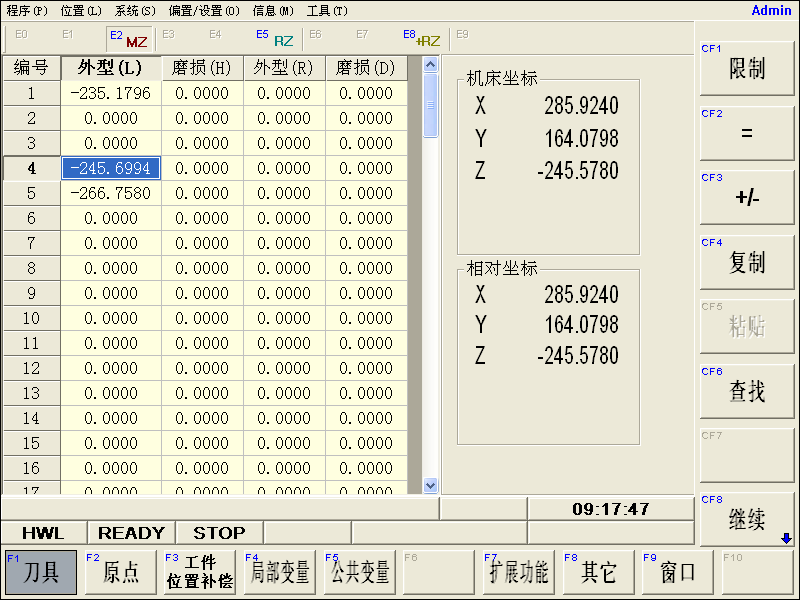 程序(P) 位置(L) 系统(S) 偏置/设置(O) 信息(M) 工具(T) Admin
E0 E1 E2 MZ E3 E4 E5 RZ E6 E7 E8 +RZ E9
编号 外型(L) 磨损(H) 外型(R) 磨损(D)
1 -235.1796 0.0000 0.0000 0.0000
2 0.0000 0.0000 0.0000 0.0000
3 0.0000 0.0000 0.0000 0.0000
4 -245.6994 0.0000 0.0000 0.0000
5 -266.7580 0.0000 0.0000 0.0000
6 0.0000 0.0000 0.0000 0.0000
7 0.0000 0.0000 0.0000 0.0000
8 0.0000 0.0000 0.0000 0.0000
9 0.0000 0.0000 0.0000 0.0000
10 0.0000 0.0000 0.0000 0.0000
11 0.0000 0.0000 0.0000 0.0000
12 0.0000 0.0000 0.0000 0.0000
13 0.0000 0.0000 0.0000 0.0000
14 0.0000 0.0000 0.0000 0.0000
15 0.0000 0.0000 0.0000 0.0000
16 0.0000 0.0000 0.0000 0.0000
17 0.0000 0.0000 0.0000 0.0000
机床坐标
X 285.9240
Y 164.0798
Z -245.5780
相对坐标
X 285.9240
Y 164.0798
Z -245.5780
CF1 限制
CF2 =
CF3 +/-
CF4 复制
CF5 粘贴
CF6 查找
CF7
CF8 继续
09:17:47
HWL READY STOP
F1 刀具
F2 原点
F3 工件
位置补偿
F4 局部变量
F5 公共变量
F6
F7 扩展功能
F8 其它
F9 窗口
F10